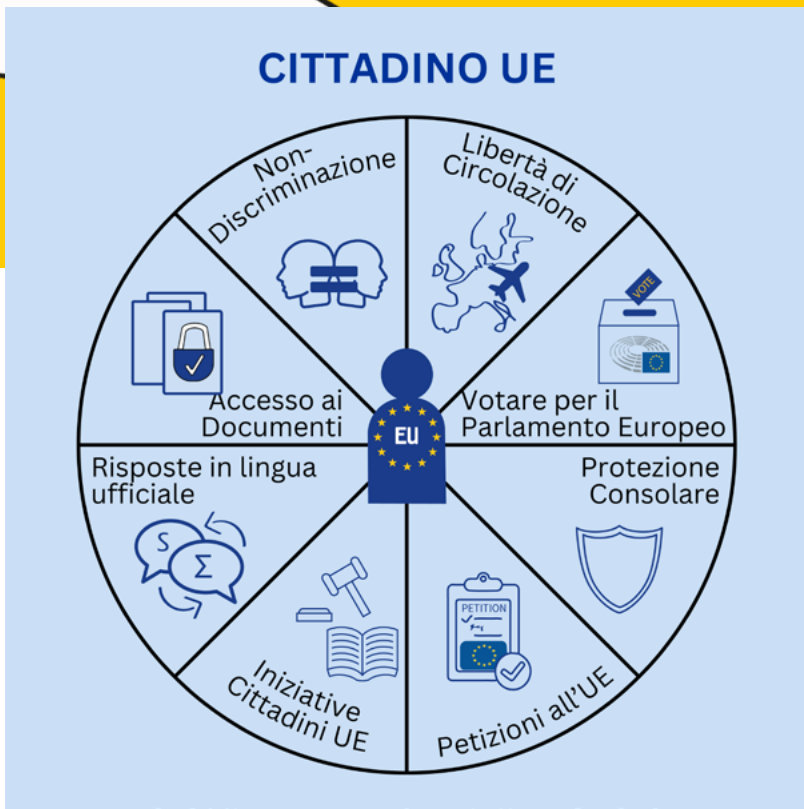 CITTADINO UE
Non-
Discriminazione
Libertà di
Circolazione
VOTE
Accesso ai
Documenti
EU
Votare per il
Parlamento Europeo
Risposte in lingua
ufficiale
Protezione
Consolare
S
Σ
PETITION
Iniziative
Cittadini UE
Petizioni all'UE